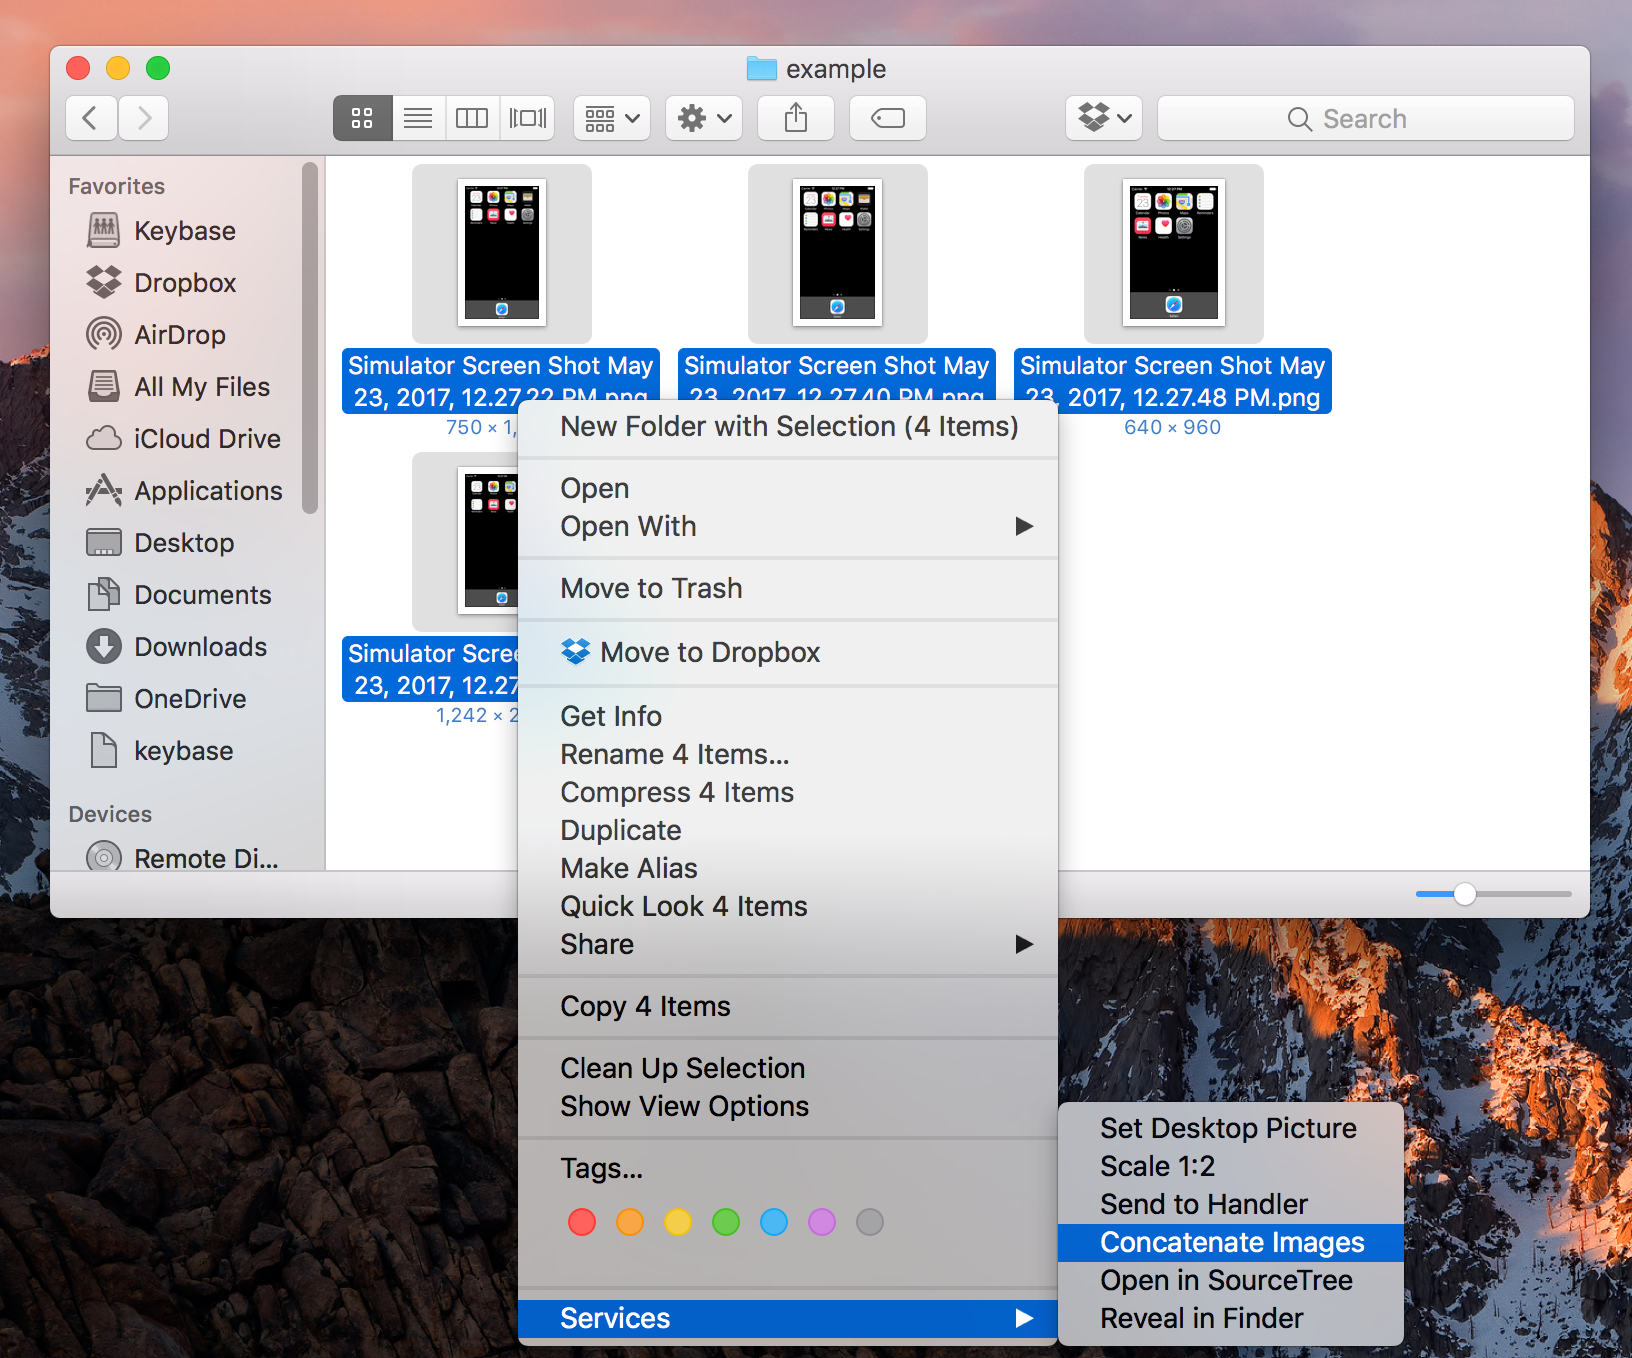 example
Search
Favorites
Keybase
Dropbox
AirDrop
All My Files
iCloud Drive
Applications
Desktop
Documents
Downloads
OneDrive
keybase
Devices
Remote Di...
Simulator Screen Shot May
23, 2017, 12.27.22 PM.png
750 × 1,
Simulator Screen Shot May
23, 2017, 12.27.40 PM.png
Simulator Screen Shot May
23, 2017, 12.27.48 PM.png
640 × 960
Simulator Scree
23, 2017, 12.27
1,242 × 2
New Folder with Selection (4 Items)
Open
Open With
Move to Trash
Move to Dropbox
Get Info
Rename 4 Items...
Compress 4 Items
Duplicate
Make Alias
Quick Look 4 Items
Share
Copy 4 Items
Clean Up Selection
Show View Options
Tags...
Services
Set Desktop Picture
Scale 1:2
Send to Handler
Concatenate Images
Open in SourceTree
Reveal in Finder